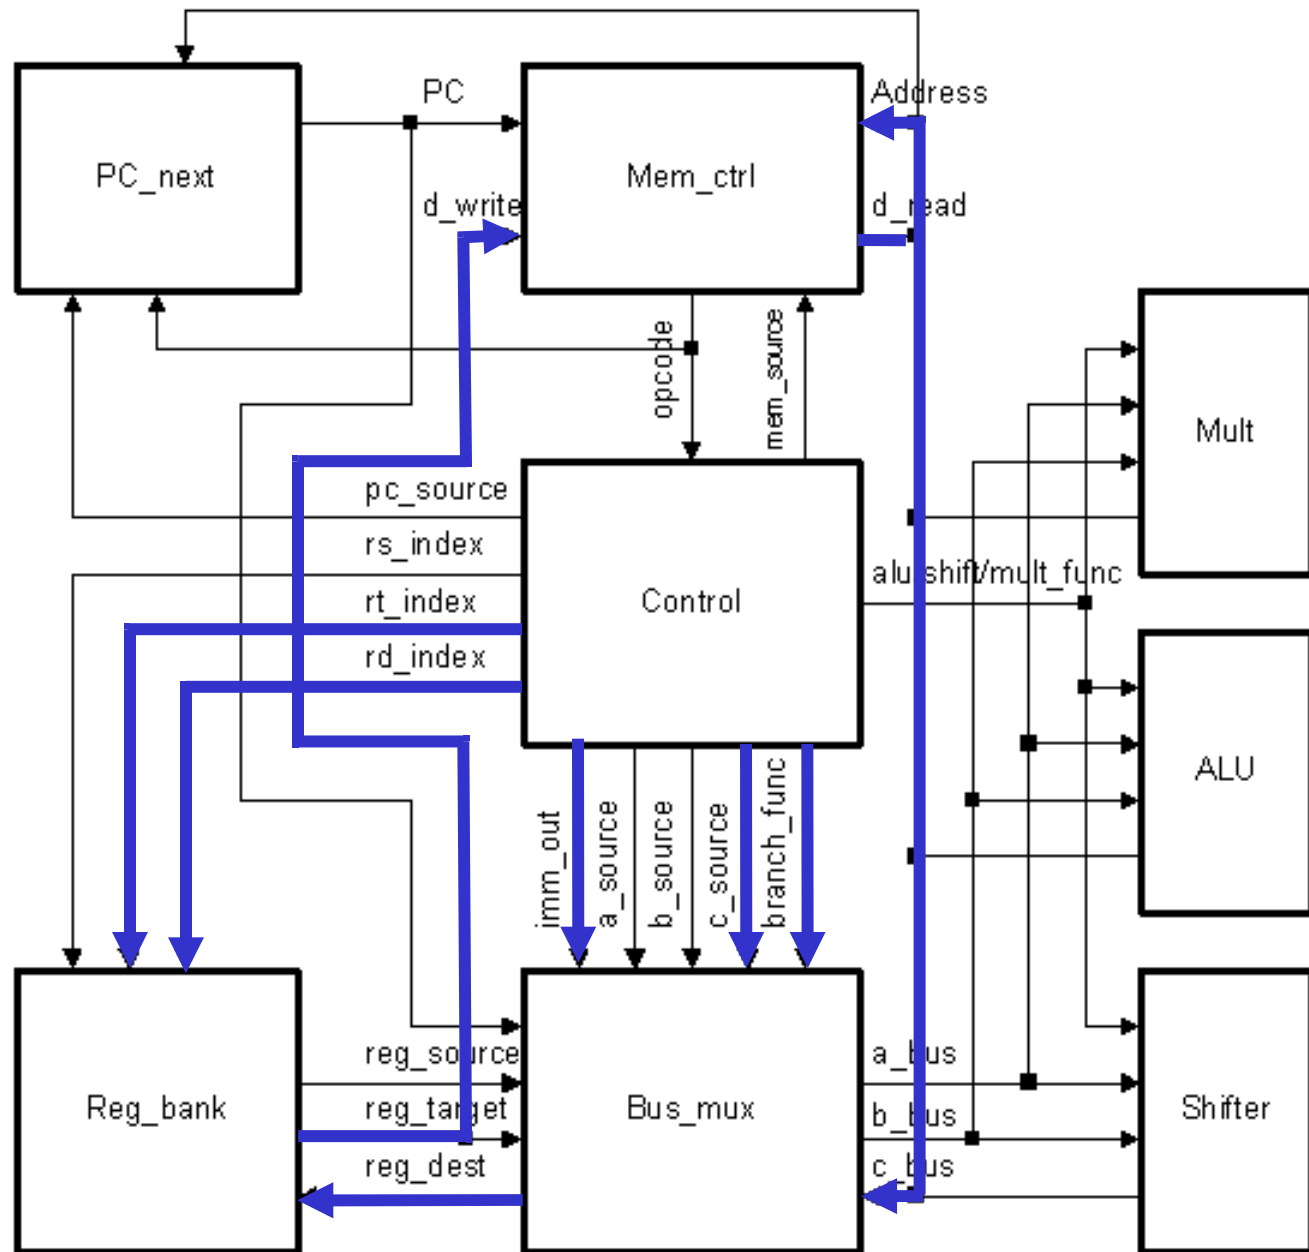 PC
Address
PC_next
Mem_ctrl
d_write
d_read
opcode
mem_source
Mult
pc_source
rs_index
alu/shift/mult_func
rt_index
Control
rd_index
ALU
imm_out
a_source
b_source
c_source
branch_func
reg_source
a_bus
Reg_bank
reg_target
Bus_mux
b_bus
Shifter
reg_dest
c_bus